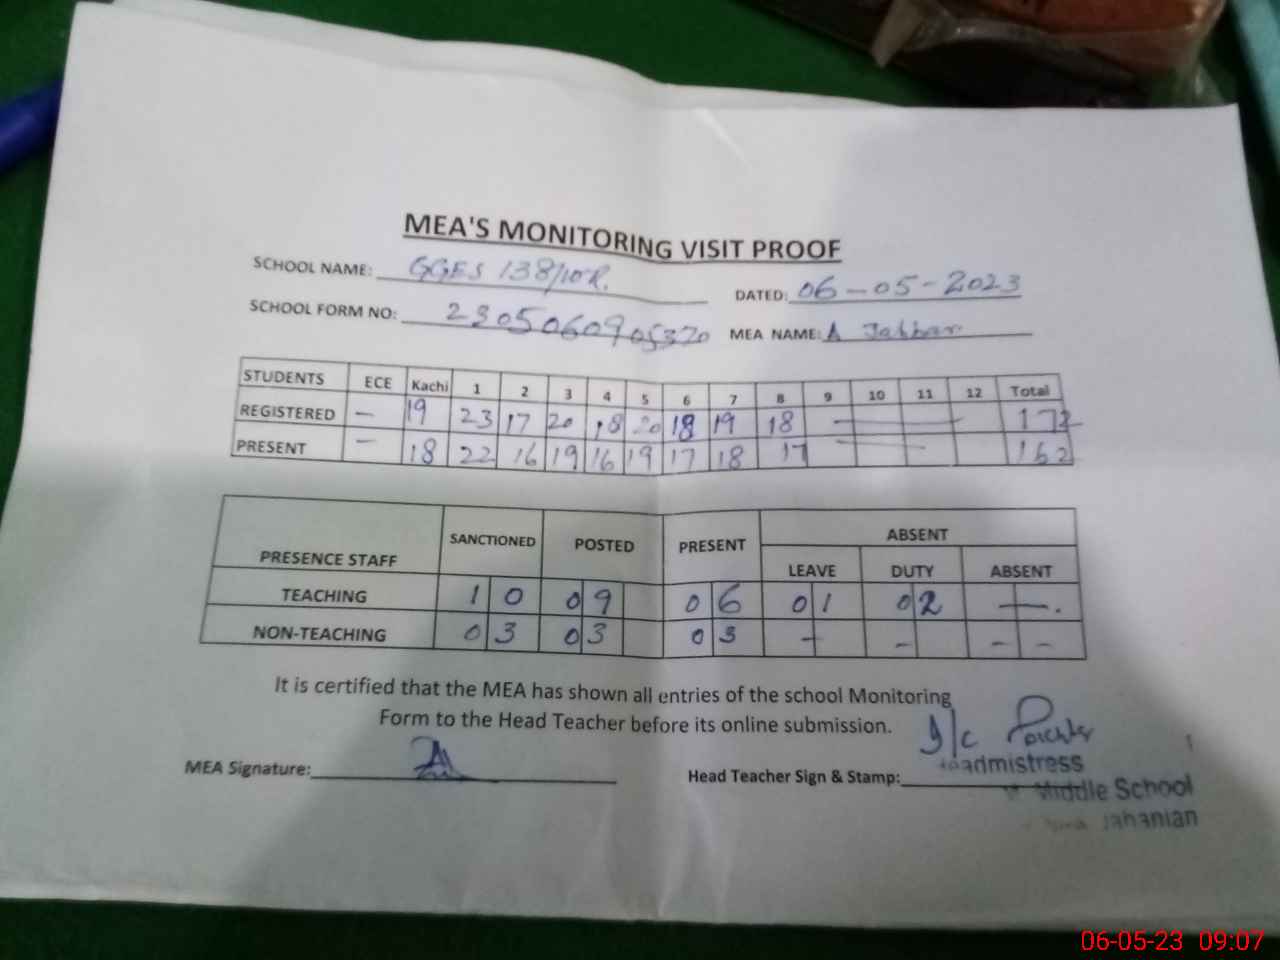 MEA'S MONITORING VISIT PROOF
SCHOOL NAME: GGES 138/10R.
DATED: 06-05-2023
SCHOOL FORM NO: 2305060905370
MEA NAME: A Jabbar
STUDENTS ECE Kachi 1 2 3 4 5 6 7 8 9 10 11 12 Total
REGISTERED — 19 23 17 20 18 20 18 19 18 — 172
PRESENT — 18 22 16 19 16 19 17 18 17 — 162
PRESENCE STAFF SANCTIONED POSTED PRESENT ABSENT
LEAVE DUTY ABSENT
TEACHING 10 09 06 01 02 —.
NON-TEACHING 03 03 03 - - - -
It is certified that the MEA has shown all entries of the school Monitoring
Form to the Head Teacher before its online submission.
MEA Signature:
Head Teacher Sign & Stamp:
I/c
Headmistress
Middle School
Jahanian
06-05-23 09:07